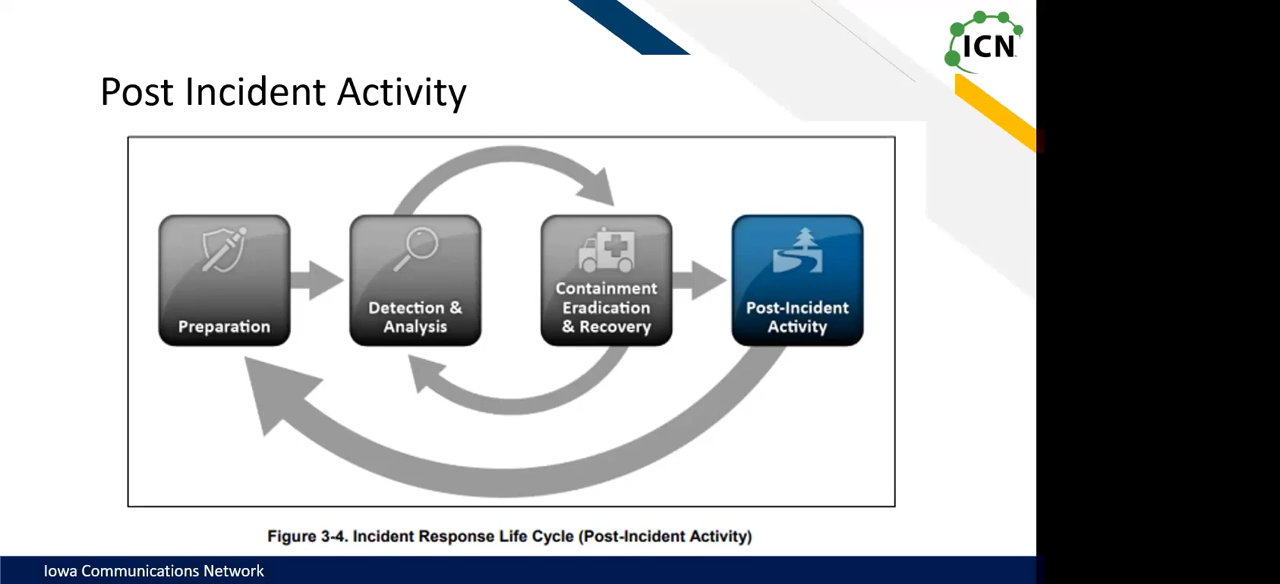 ICN
Post Incident Activity
Preparation
Detection &
Analysis
Containment
Eradication
& Recovery
Post-Incident
Activity
Figure 3-4. Incident Response Life Cycle (Post-Incident Activity)
Iowa Communications Network